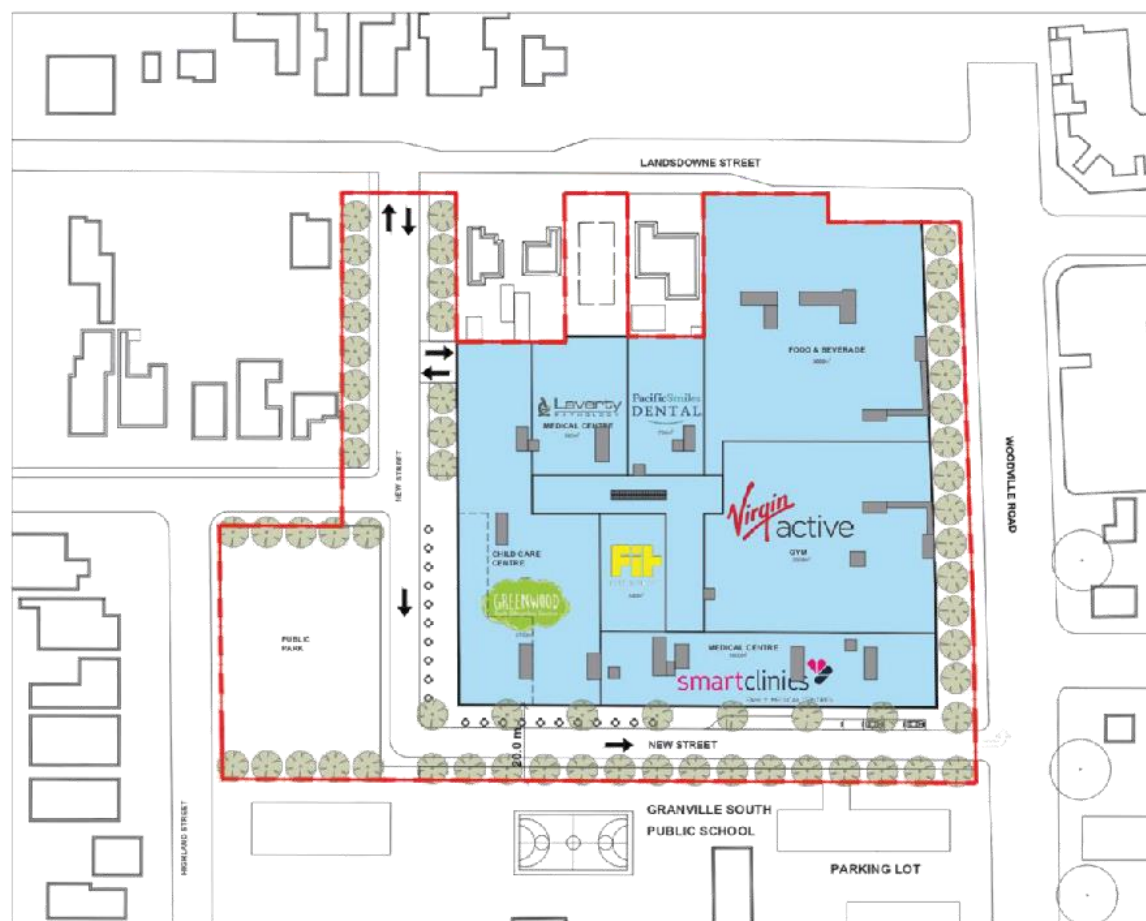 LANDSDOWNE STREET
FOOD & BEVERAGE
Laverty
PATHOLOGY
MEDICAL CENTRE
PacificSmiles
DENTAL
NEW STREET
WOODVILLE ROAD
Virgin
active
GYM
CHILD CARE
CENTRE
Fit
GREENWOOD
PUBLIC
PARK
MEDICAL CENTRE
smartclinics
20.0 m
NEW STREET
HIGHLAND STREET
GRANVILLE SOUTH
PUBLIC SCHOOL
PARKING LOT